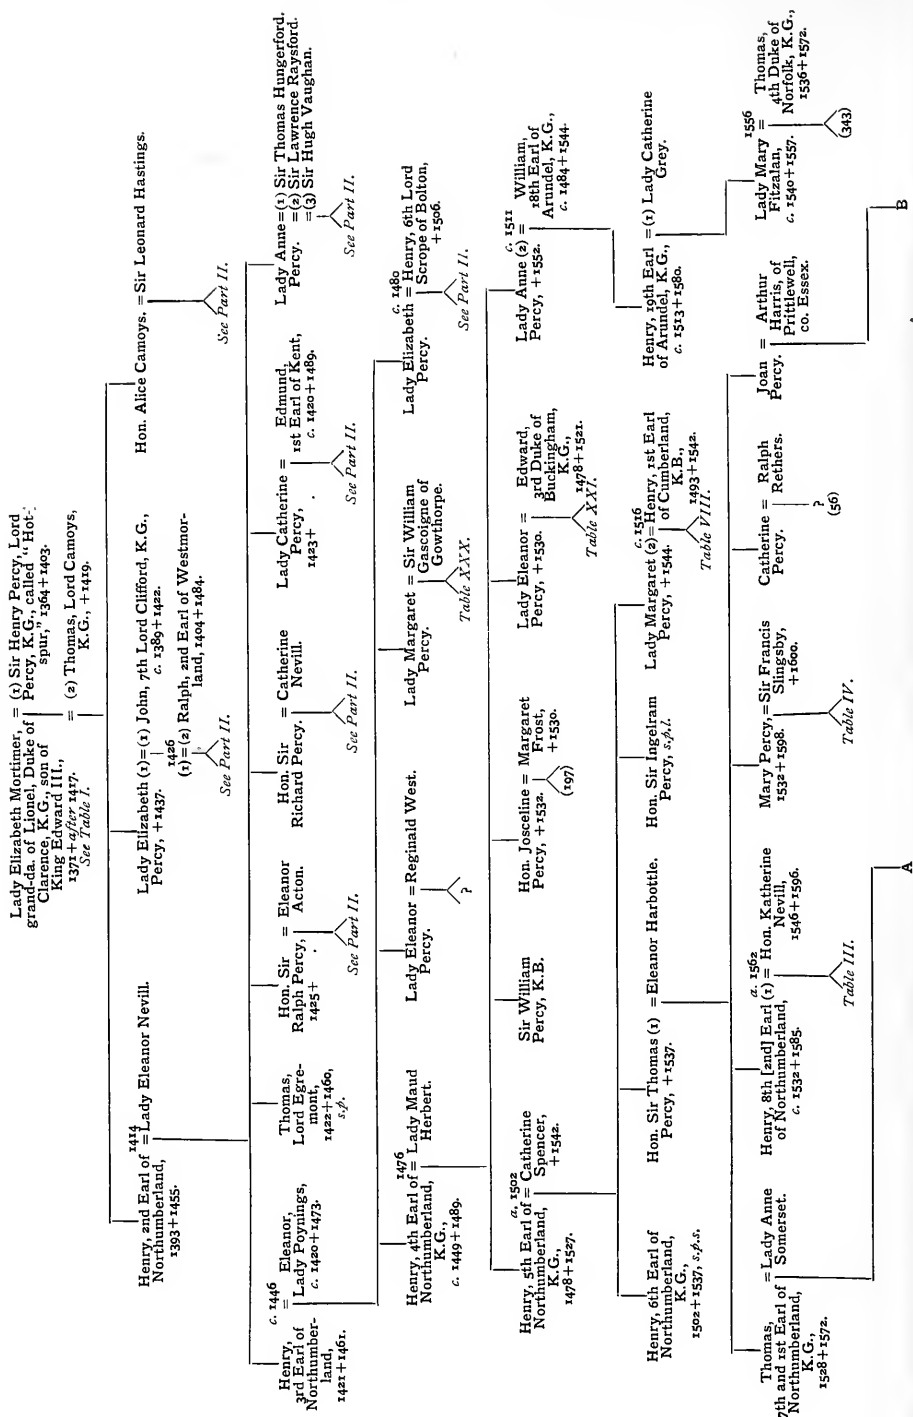 Lady Elizabeth Mortimer, = (1) Sir Henry Percy, Lord
grand-da. of Lionel, Duke of Percy, K.G., called "Hot-
Clarence, K.G., son of spur," 1364+1403.
King Edward III., = (2) Thomas, Lord Camoys,
1371+after 1417. K.G., +1419.
See Table I.
1414
Henry, 2nd Earl of = Lady Eleanor Nevill.
Northumberland,
1393+1455.
Lady Elizabeth (1)=(1) John, 7th Lord Clifford, K.G.,
Percy, +1437. c. 1389+1422.
1426
(1)=(2) Ralph, 2nd Earl of Westmor-
land, 1404+1484.
See Part II.
Hon. Alice Camoys. = Sir Leonard Hastings.
See Part II.
c. 1446
Henry, = Eleanor,
3rd Earl of Lady Poynings,
Northumber- c. 1420+1473.
land,
1421+1461.
Thomas,
Lord Egre-
mont,
1422+1460,
s.p.
Hon. Sir = Eleanor
Ralph Percy, Acton.
1425+ .
See Part II.
Hon. Sir = Catherine
Richard Percy. Nevill.
See Part II.
Lady Catherine = Edmund,
Percy, 1st Earl of Kent,
1423+ . c. 1420+1489.
See Part II.
Lady Anne=(1) Sir Thomas Hungerford.
Percy. =(2) Sir Lawrence Raysford.
=(3) Sir Hugh Vaughan.
See Part II.
1476
Henry, 4th Earl of = Lady Maud
Northumberland, Herbert.
K.G.,
c. 1449+1489.
Lady Eleanor = Reginald West.
Percy.
?
Lady Margaret = Sir William
Percy. Gascoigne of
Gowthorpe.
Table XXX.
c. 1480
Lady Elizabeth = Henry, 6th Lord
Percy. Scrope of Bolton,
+1506.
See Part II.
a. 1502
Henry, 5th Earl of = Catherine
Northumberland, Spencer,
K.G., +1542.
1478+1527.
Sir William
Percy, K.B.
Hon. Josceline = Margaret
Percy, +1532. Frost,
+1530.
(197)
Lady Eleanor = Edward,
Percy, +1530. 3rd Duke of
Buckingham,
K.G.,
1478+1521.
Table XXI.
c. 1511
Lady Anne (2) = William,
Percy, +1552. 18th Earl of
Arundel, K.G.,
c. 1484+1544.
Henry, 6th Earl of
Northumberland,
K.G.,
1502+1537, s.p.s.
Hon. Sir Thomas (1) = Eleanor Harbottle.
Percy, +1537.
Hon. Sir Ingelram
Percy, s.p.l.
c. 1516
Lady Margaret (2)= Henry, 1st Earl
Percy, +1544. of Cumberland,
K.B.,
1493+1542.
Table VIII.
Henry, 19th Earl = (1) Lady Catherine
of Arundel, K.G., Grey.
c. 1513+1580.
Thomas, = Lady Anne
7th and 1st Earl of Somerset.
Northumberland,
K.G.,
1528+1572.
a. 1562
Henry, 8th [2nd] Earl (1) = Hon. Katherine
of Northumberland, Nevill,
c. 1532+1585. 1546+1596.
Table III.
Mary Percy, = Sir Francis
1532+1598. Slingsby,
+1600.
Table IV.
Catherine = Ralph
Percy. Rethers.
?
(56)
Joan = Arthur
Percy. Harris, of
Prittlewell,
co. Essex.
1556
Lady Mary = Thomas,
Fitzalan, 4th Duke of
c. 1540+1557. Norfolk, K.G.,
1536+1572.
(343)
A
B